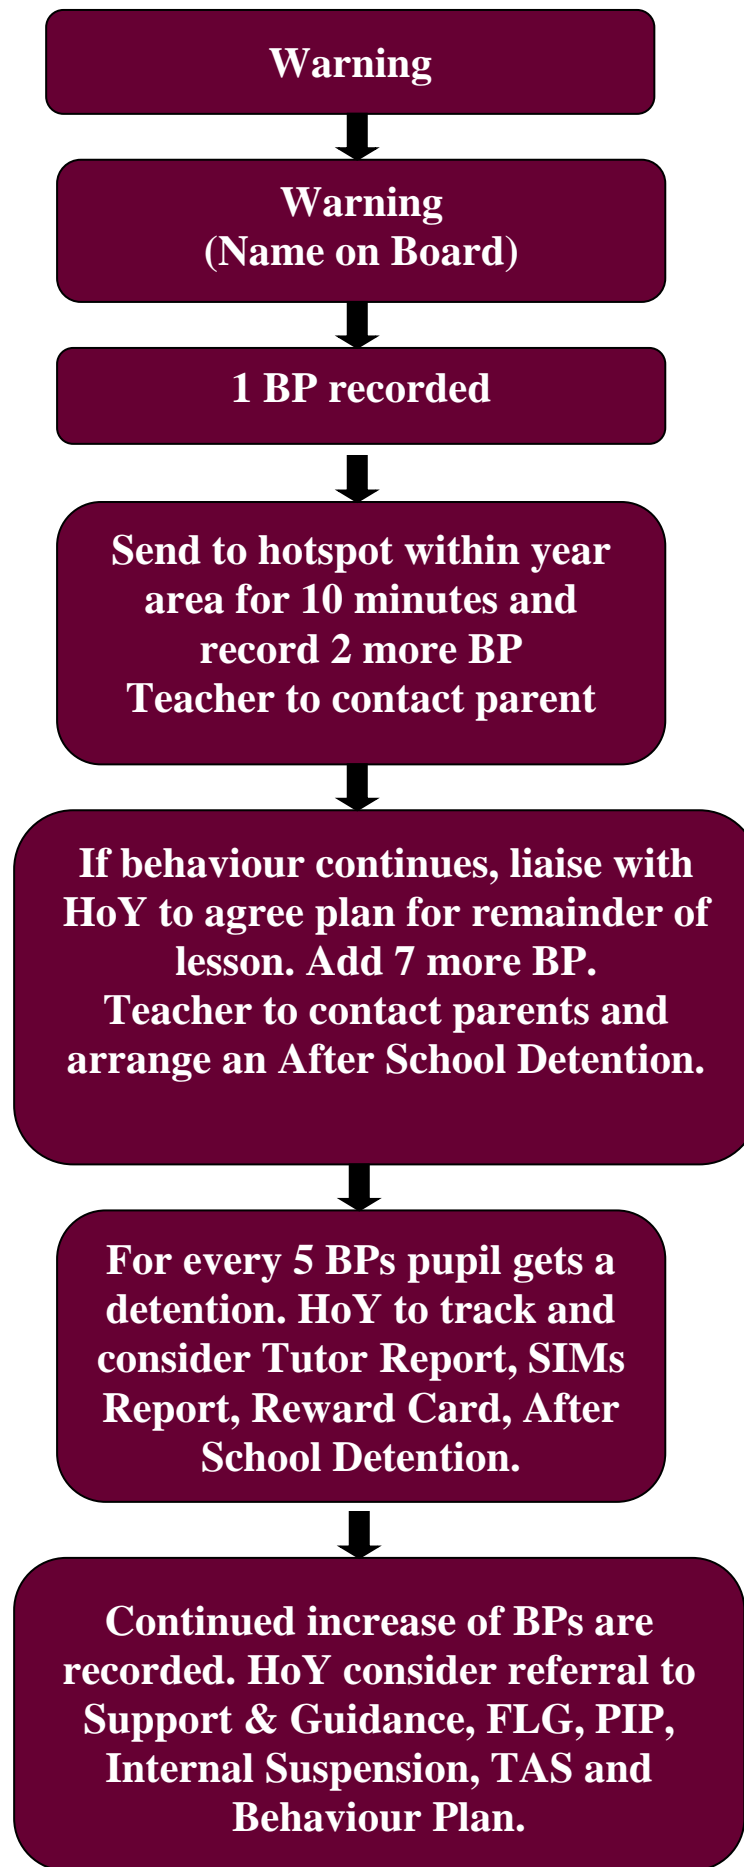 Warning
Warning
(Name on Board)
1 BP recorded
Send to hotspot within year
area for 10 minutes and
record 2 more BP
Teacher to contact parent
If behaviour continues, liaise with
HoY to agree plan for remainder of
lesson. Add 7 more BP.
Teacher to contact parents and
arrange an After School Detention.
For every 5 BPs pupil gets a
detention. HoY to track and
consider Tutor Report, SIMs
Report, Reward Card, After
School Detention.
Continued increase of BPs are
recorded. HoY consider referral to
Support & Guidance, FLG, PIP,
Internal Suspension, TAS and
Behaviour Plan.